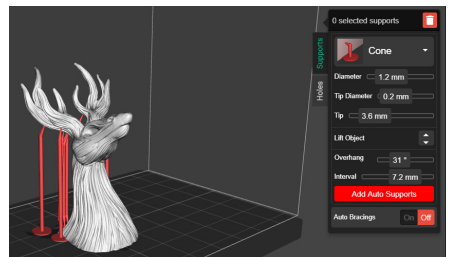 0 selected supports
Supports
Holes
Cone
Diameter 1.2 mm
Tip Diameter 0.2 mm
Tip 3.6 mm
Lift Object
Overhang 31 °
Interval 7.2 mm
Add Auto Supports
Auto Bracings On Off